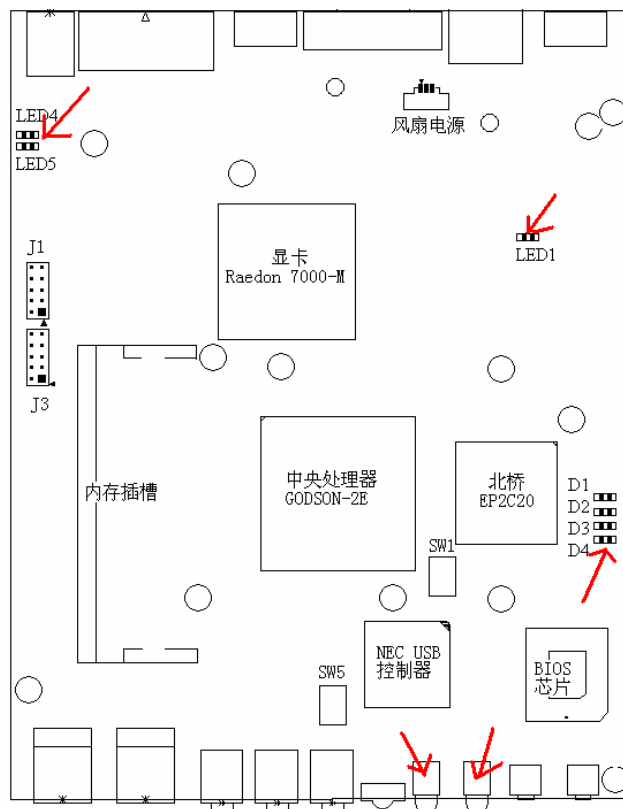 LED4
LED5
风扇电源
LED1
显卡
Raedon 7000-M
J1
J3
内存插槽
中央处理器
GODSON-2E
北桥
EP2C20
D1
D2
D3
D4
SW1
NEC USB
控制器
SW5
BIOS
芯片